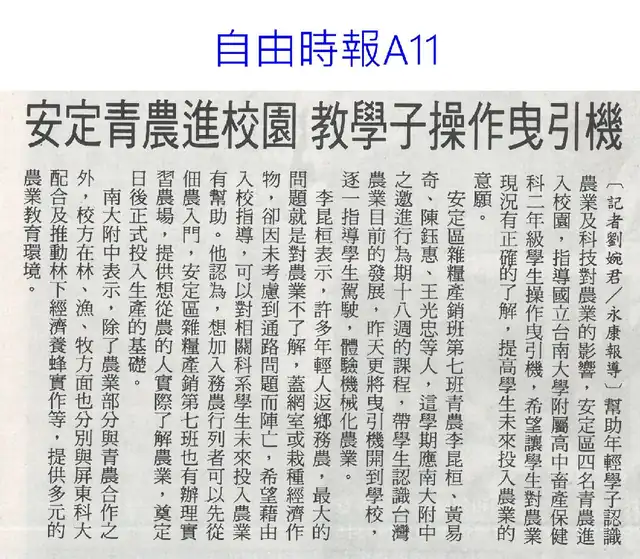 自由時報A11
安定青農進校園 教學子操作曳引機
〔記者劉婉君/永康報導〕幫助年輕學子認識
農業及科技對農業的影響，安定區四名青農進
入校園，指導國立台南大學附屬高中畜產保健
科二年級學生操作曳引機，希望讓學生對農業
現況有正確的了解，提高學生未來投入農業的
意願。
安定區雜糧產銷班第七班青農李昆桓、黃易
奇、陳鈺惠、王光忠等人，這學期應南大附中
之邀進行為期十八週的課程，帶學生認識台灣
農業目前的發展，昨天更將曳引機開到學校，
逐一指導學生駕駛，體驗機械化農業。
李昆桓表示，許多年輕人返鄉務農，最大的
問題就是對農業不了解，蓋網室或栽種經濟作
物，卻因未考慮到通路問題而陣亡，希望藉由
入校指導，可以對相關科系學生未來投入農業
有幫助。他認為，想加入務農行列者可以先從
佃農入門，安定區雜糧產銷第七班也有辦理實
習農場，提供想從農的人實際了解農業，奠定
日後正式投入生產的基礎。
南大附中表示，除了農業部分與青農合作之
外，校方在林、漁、牧方面也分別與屏東科大
配合及推動林下經濟養蜂實作等，提供多元的
農業教育環境。